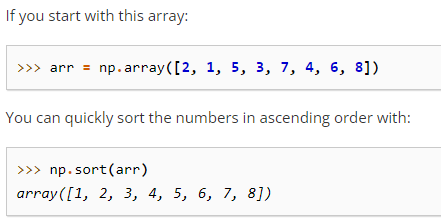 If you start with this array:
>>> arr = np.array([2, 1, 5, 3, 7, 4, 6, 8])
You can quickly sort the numbers in ascending order with:
>>> np.sort(arr)
array([1, 2, 3, 4, 5, 6, 7, 8])